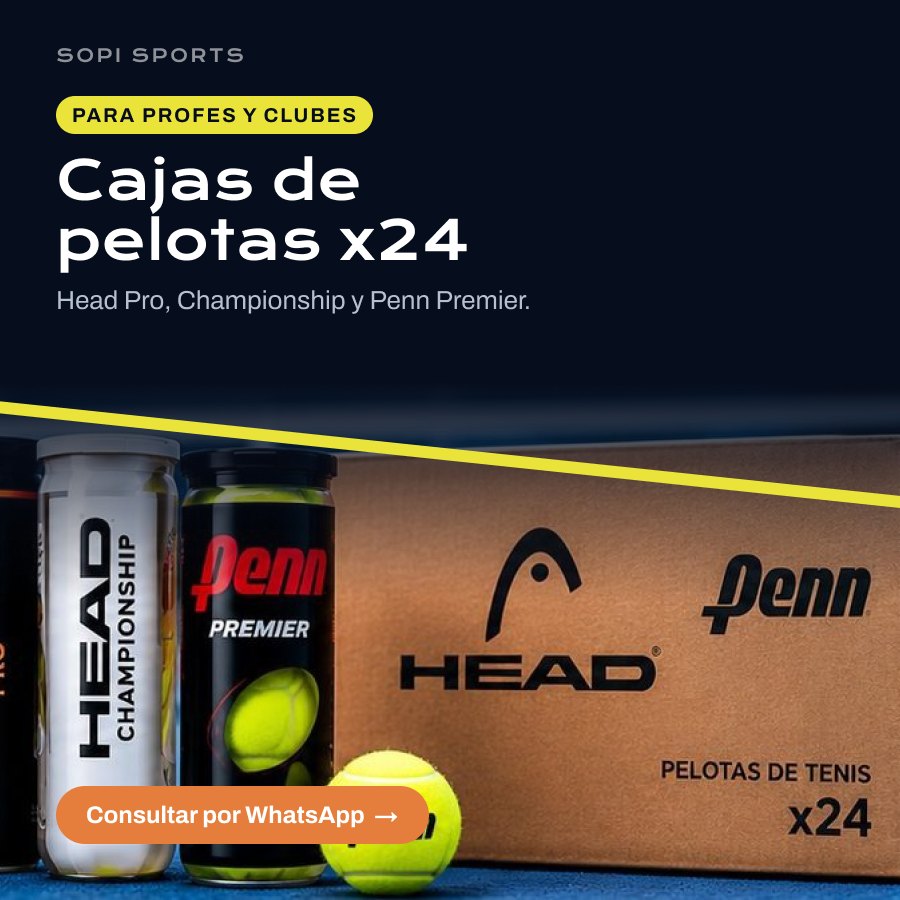 SOPI SPORTS
PARA PROFES Y CLUBES
Cajas de
pelotas x24
Head Pro, Championship y Penn Premier.
HEAD
CHAMPIONSHIP
Penn
PREMIER
HEAD®
Penn
PELOTAS DE TENIS
x24
Consultar por WhatsApp →